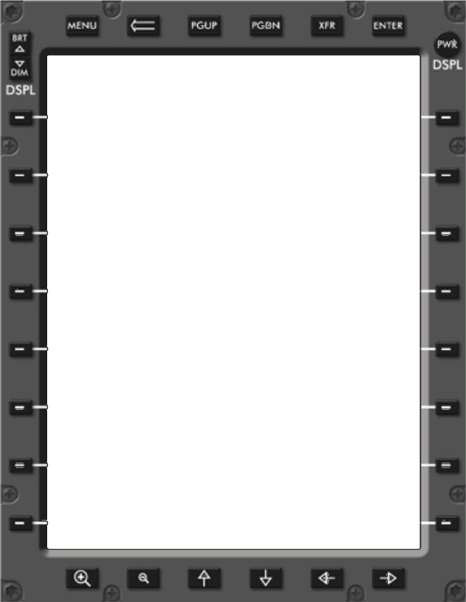 MENU PGUP PGDN XFR ENTER
BRT
DIM
DSPL
PWR
DSPL